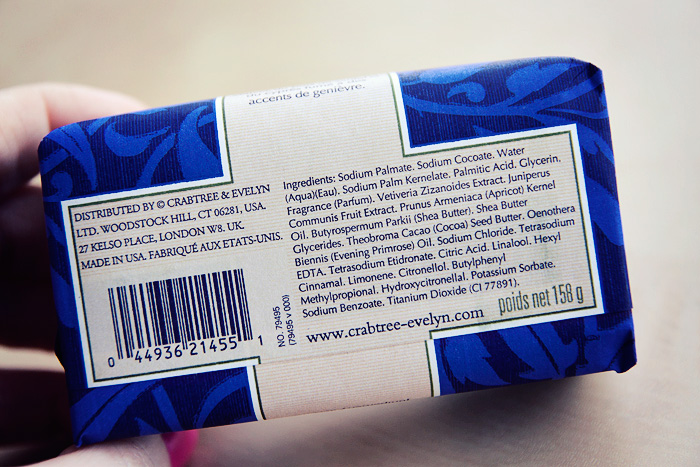 accents de genièvre.
DISTRIBUTED BY © CRABTREE & EVELYN
LTD. WOODSTOCK HILL, CT 06281, USA.
27 KELSO PLACE, LONDON W8. UK.
MADE IN USA. FABRIQUÉ AUX ETATS-UNIS.
0 44936 21455 1
NO. 79495
(79495 V 000)
Ingredients: Sodium Palmate. Sodium Cocoate. Water
(Aqua)(Eau). Sodium Palm Kernelate. Palmitic Acid. Glycerin.
Fragrance (Parfum). Vetiveria Zizanoides Extract. Juniperus
Communis Fruit Extract. Prunus Armeniaca (Apricot) Kernel
Oil. Butyrospermum Parkii (Shea Butter). Shea Butter
Glycerides. Theobroma Cacao (Cocoa) Seed Butter. Oenothera
Biennis (Evening Primrose) Oil. Sodium Chloride. Tetrasodium
EDTA. Tetrasodium Etidronate. Citric Acid. Linalool. Hexyl
Cinnamal. Limonene. Citronellol. Butylphenyl
Methylpropional. Hydroxycitronellal. Potassium Sorbate.
Sodium Benzoate. Titanium Dioxide (CI 77891).
www.crabtree-evelyn.com
poids net 158 g